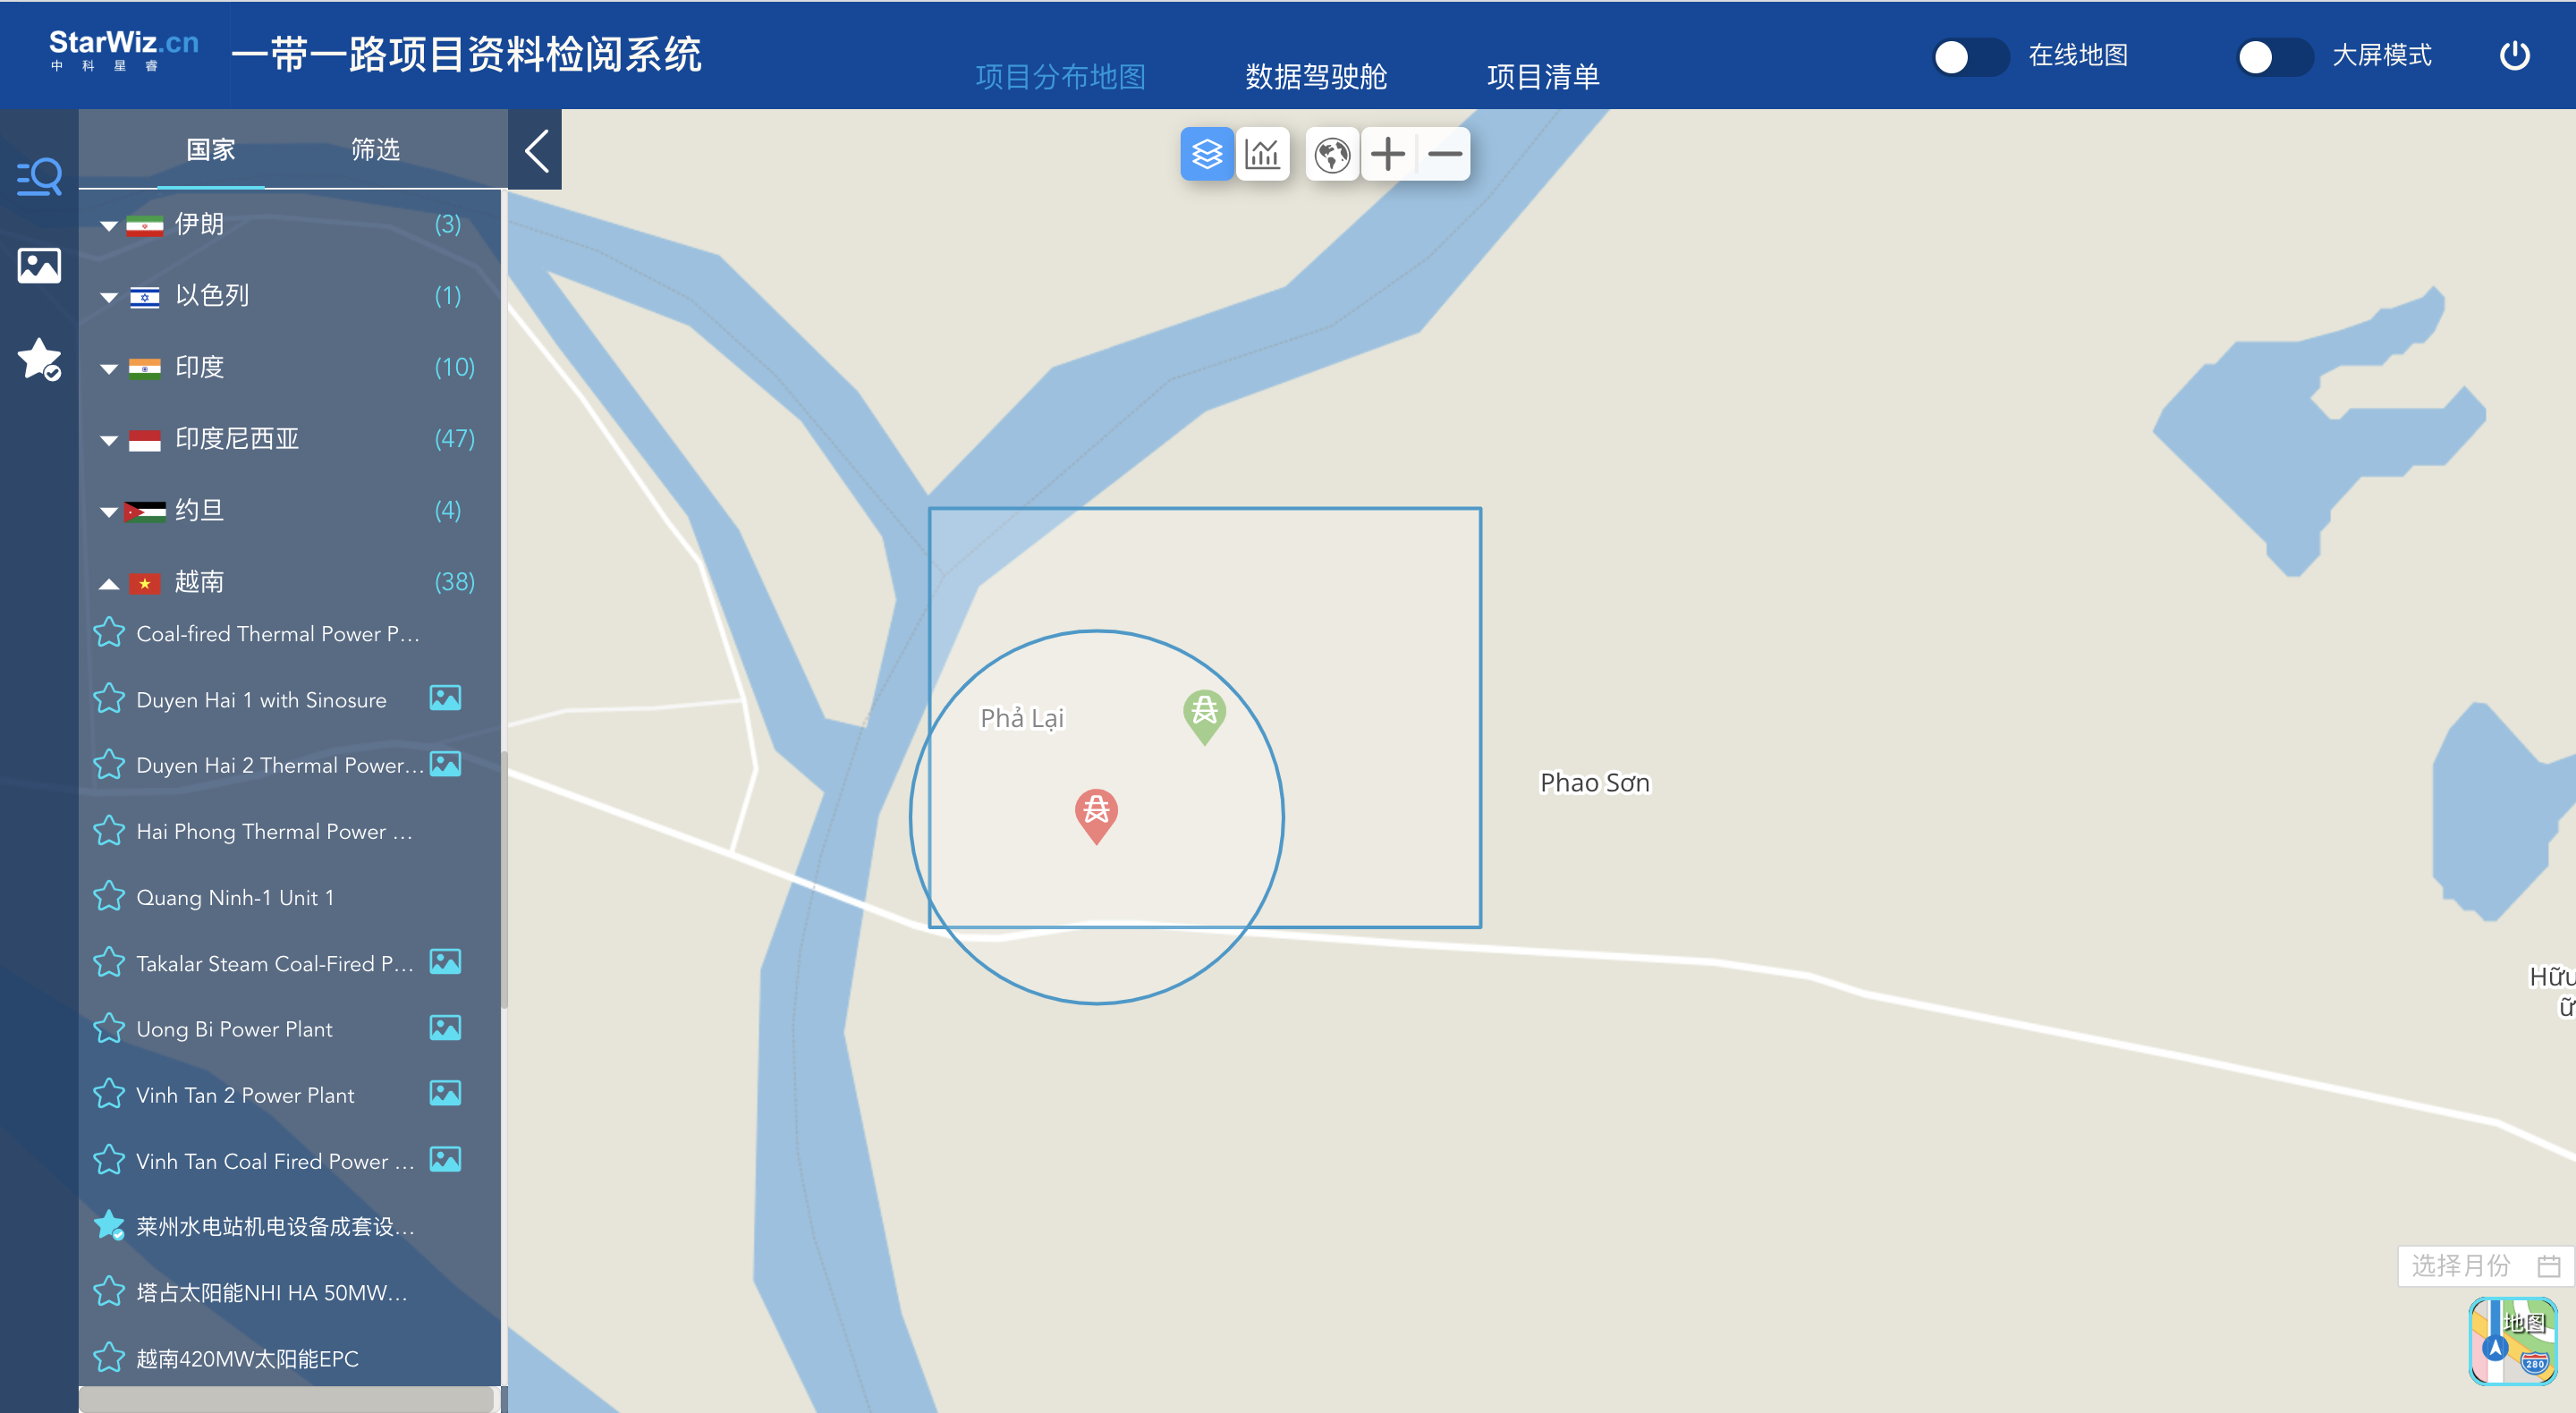 StarWiz.cn
中科星睿
一带一路项目资料检阅系统
项目分布地图
数据驾驶舱
项目清单
在线地图
大屏模式
国家
筛选
伊朗 (3)
以色列 (1)
印度 (10)
印度尼西亚 (47)
约旦 (4)
越南 (38)
Coal-fired Thermal Power P...
Duyen Hai 1 with Sinosure
Duyen Hai 2 Thermal Power...
Hai Phong Thermal Power ...
Quang Ninh-1 Unit 1
Takalar Steam Coal-Fired P...
Uong Bi Power Plant
Vinh Tan 2 Power Plant
Vinh Tan Coal Fired Power ...
莱州水电站机电设备成套设...
塔占太阳能NHI HA 50MW...
越南420MW太阳能EPC
Phả Lại
Phao Sơn
选择月份
地图
280